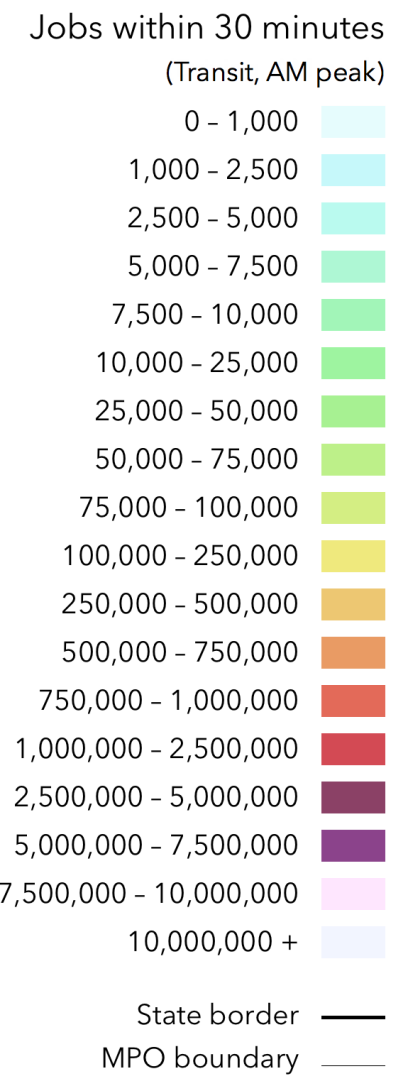 Jobs within 30 minutes
(Transit, AM peak)
0 – 1,000
1,000 – 2,500
2,500 – 5,000
5,000 – 7,500
7,500 – 10,000
10,000 – 25,000
25,000 – 50,000
50,000 – 75,000
75,000 – 100,000
100,000 – 250,000
250,000 – 500,000
500,000 – 750,000
750,000 – 1,000,000
1,000,000 – 2,500,000
2,500,000 – 5,000,000
5,000,000 – 7,500,000
7,500,000 – 10,000,000
10,000,000 +
State border
MPO boundary